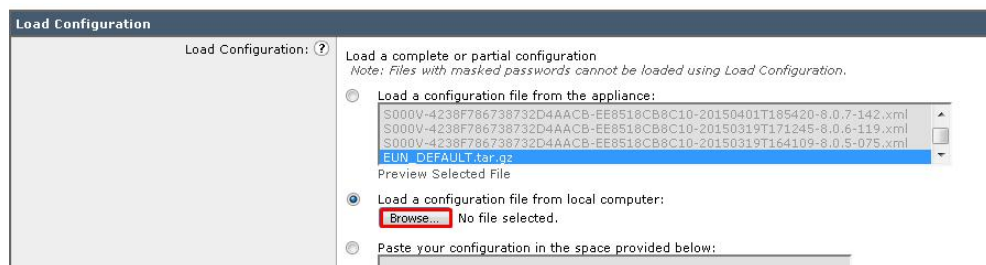 Load Configuration
Load Configuration: ?
Load a complete or partial configuration
Note: Files with masked passwords cannot be loaded using Load Configuration.
Load a configuration file from the appliance:
S000V-4238F786738732D4AACB-EE8518CB8C10-20150401T185420-8.0.7-142.xml
S000V-4238F786738732D4AACB-EE8518CB8C10-20150319T171245-8.0.6-119.xml
S000V-4238F786738732D4AACB-EE8518CB8C10-20150319T164109-8.0.5-075.xml
EUN_DEFAULT.tar.gz
Preview Selected File
Load a configuration file from local computer:
Browse... No file selected.
Paste your configuration in the space provided below: